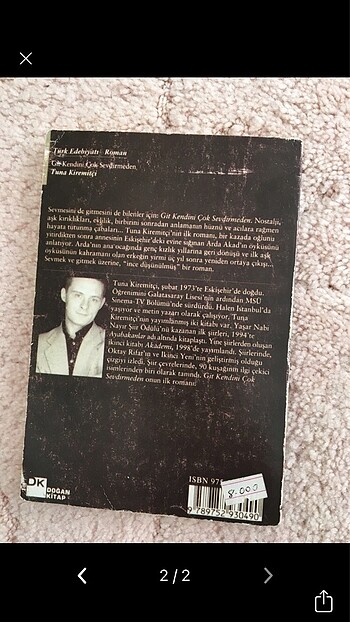 Türk Edebiyatı Roman
Git Kendini Çok Sevdirmeden
Tuna Kiremitçi
Sevmesini de gitmesini de bilenler için: Git Kendini Çok Sevdirmeden. Nostalji,
aşk kırıklıkları, eksilik, birbirini sonradan anlamanın hüznü ve acılara rağmen
hayata tutunma çabaları... Tuna Kiremitçi'nin ilk romanı, bir kazada oğlunu
yitirdikten sonra annesinin Eskişehir'deki evine sığınan Arda Akad'ın öyküsünü
anlatıyor. Arda'nın ana ocağında genç kızlık yıllarına geri dönüşü ve ilk aşk
öyküsünün kahramanı olan erkeğin yirmi üç yıl sonra yeniden ortaya çıkışı...
Sevmek ve gitmek üzerine, "ince düşünülmüş" bir roman.
Tuna Kiremitçi, şubat 1973'te Eskişehir'de doğdu.
Öğrenimini Galatasaray Lisesi'nin ardından MSÜ
Sinema-TV Bölümü'nde sürdürdü. Halen İstanbul'da
yaşıyor ve metin yazarı olarak çalışıyor. Tuna
Kiremitçi'nin yayımlanmış iki kitabı var. Yaşar Nabi
Nayır Şiir Ödülü'nü kazanan ilk şiirleri, 1994'te
Ayabakanlar adı altında kitaplaştı. Yine şiirlerden oluşan
ikinci kitabı Akademi, 1998'de yayımlandı. Şiirlerinde,
Oktay Rifat'ın ve İkinci Yeni'nin geliştirmiş olduğu
çizgiyi izledi. Şiir çevrelerinde, 90 kuşağının ilgi çekici
isimlerinden biri olarak tanındı. Git Kendini Çok
Sevdirmeden onun ilk romanı.
DK
DOĞAN
KİTAP
ISBN 975
8.000
9 789752 930490
2 / 2